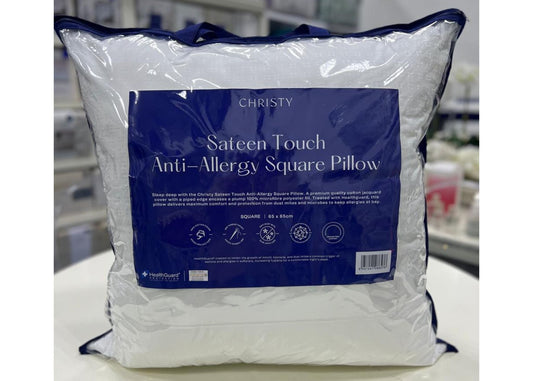 CHRISTY
Sateen Touch
Anti-Allergy Square Pillow
Sleep deep with the Christy Sateen Touch Anti-Allergy Square Pillow. A premium quality cotton jacquard
cover with a piped edge encases a plump 100% microfibre polyester fill. Treated with Healthguard, this
pillow delivers maximum comfort and protection from dust mites and microbes to keep allergies at bay.
SQUARE | 65 x 65cm
HealthGuard